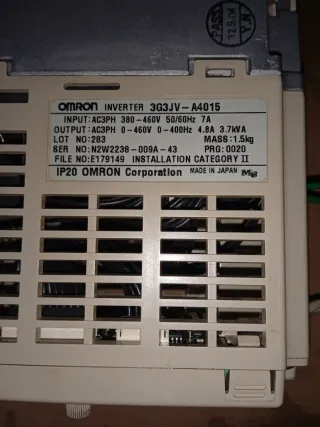 PASS
Y.N
OMRON INVERTER 3G3JV-A4015
INPUT:AC3PH 380-460V 50/60Hz 7A
OUTPUT:AC3PH 0-460V 0-400Hz 4.8A 3.7kVA
LOT NO:283 MASS:1.5kg
SER NO:N2W2238-009A-43 PRG:0020
FILE NO:E179149 INSTALLATION CATEGORY II
IP20 OMRON Corporation MADE IN JAPAN Mg